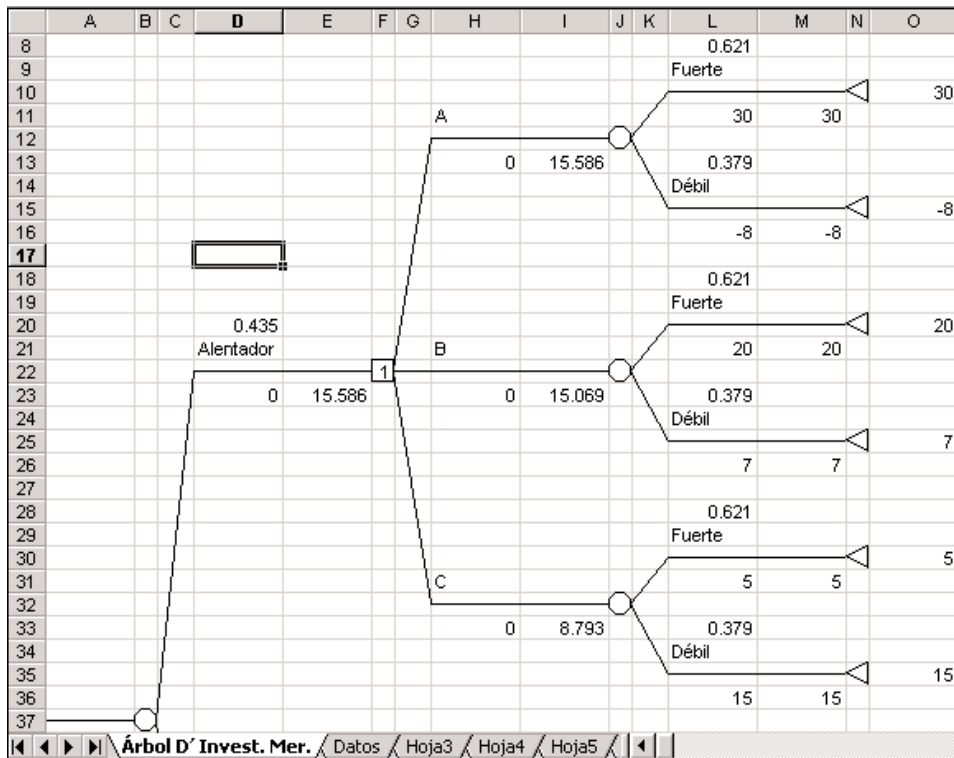 A B C D E F G H I J K L M N O
8 0.621
9 Fuerte
10 30
11 A 30 30
12
13 0 15.586 0.379
14 Débil
15 -8
16 -8 -8
17
18 0.621
19 Fuerte
20 0.435 20
21 Alentador B 20 20
22 1
23 0 15.586 0 15.069 0.379
24 Débil
25 7
26 7 7
27
28 0.621
29 Fuerte
30 5
31 C 5 5
32
33 0 8.793 0.379
34 Débil
35 15
36 15 15
37
Árbol D´ Invest. Mer. Datos Hoja3 Hoja4 Hoja5